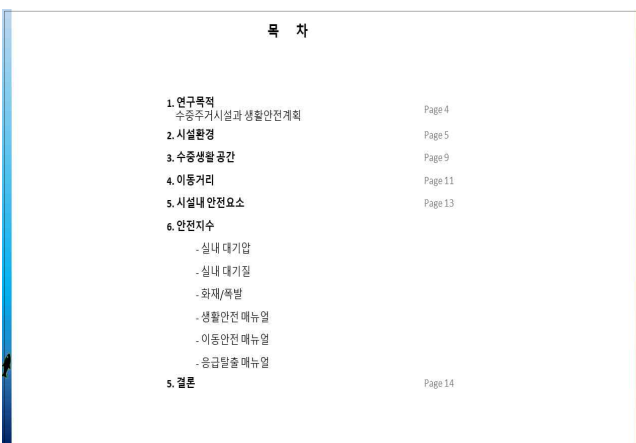 목 차
1. 연구목적 Page 4
수중주거시설과 생활안전계획
2. 시설환경 Page 5
3. 수중생활 공간 Page 9
4. 이동거리 Page 11
5. 시설내 안전요소 Page 13
6. 안전지수
- 실내 대기압
- 실내 대기질
- 화재/폭발
- 생활안전 매뉴얼
- 이동안전 매뉴얼
- 응급탈출 매뉴얼
5. 결론 Page 14